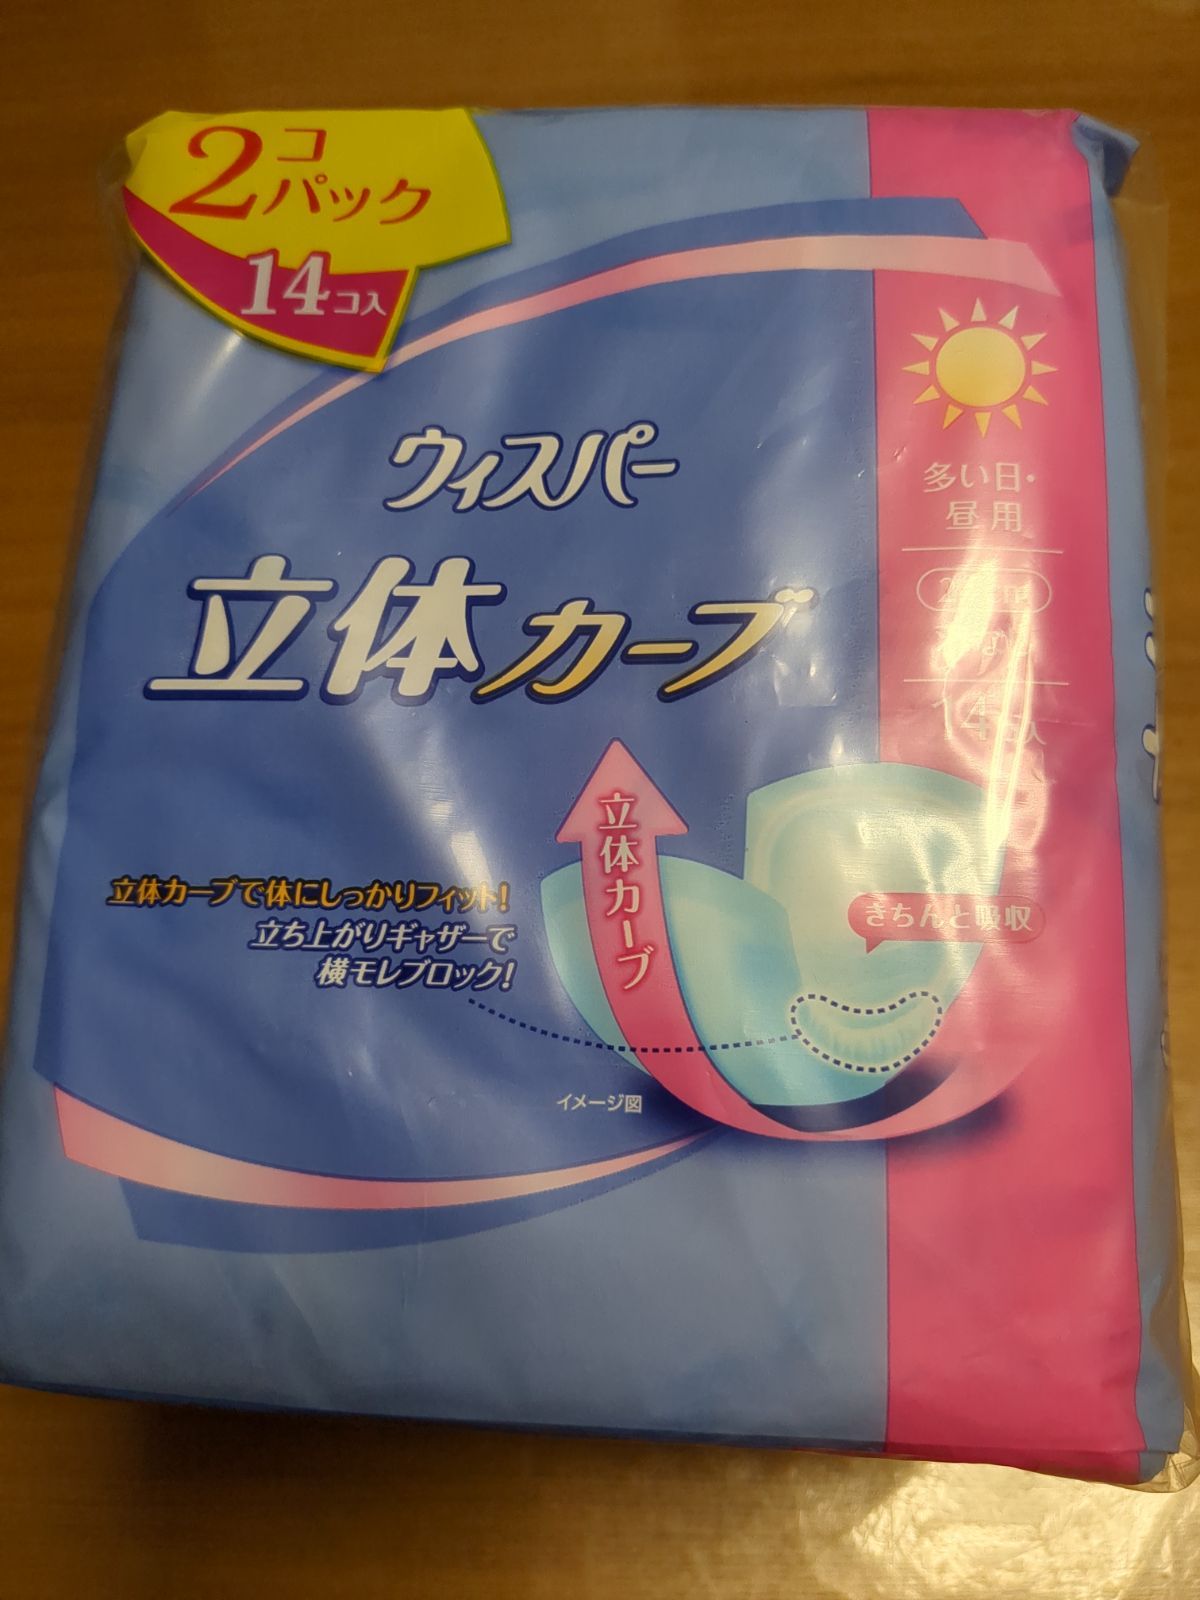 2コ
パック
14コ入
ウィスパー
立体カーブ
多い日・
昼用
立体カーブ
立体カーブで体にしっかりフィット!
立ち上がりギャザーで
横モレブロック!
きちんと吸収
イメージ図